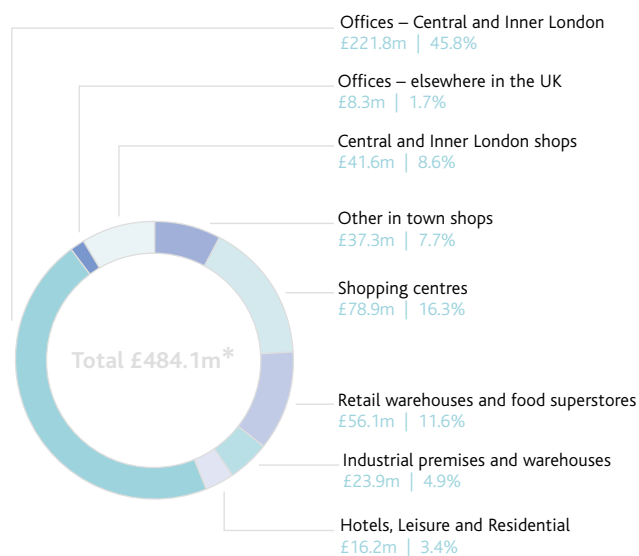 Offices – Central and Inner London
£221.8m | 45.8%
Offices – elsewhere in the UK
£8.3m | 1.7%
Central and Inner London shops
£41.6m | 8.6%
Other in town shops
£37.3m | 7.7%
Shopping centres
£78.9m | 16.3%
Total £484.1m*
Retail warehouses and food superstores
£56.1m | 11.6%
Industrial premises and warehouses
£23.9m | 4.9%
Hotels, Leisure and Residential
£16.2m | 3.4%